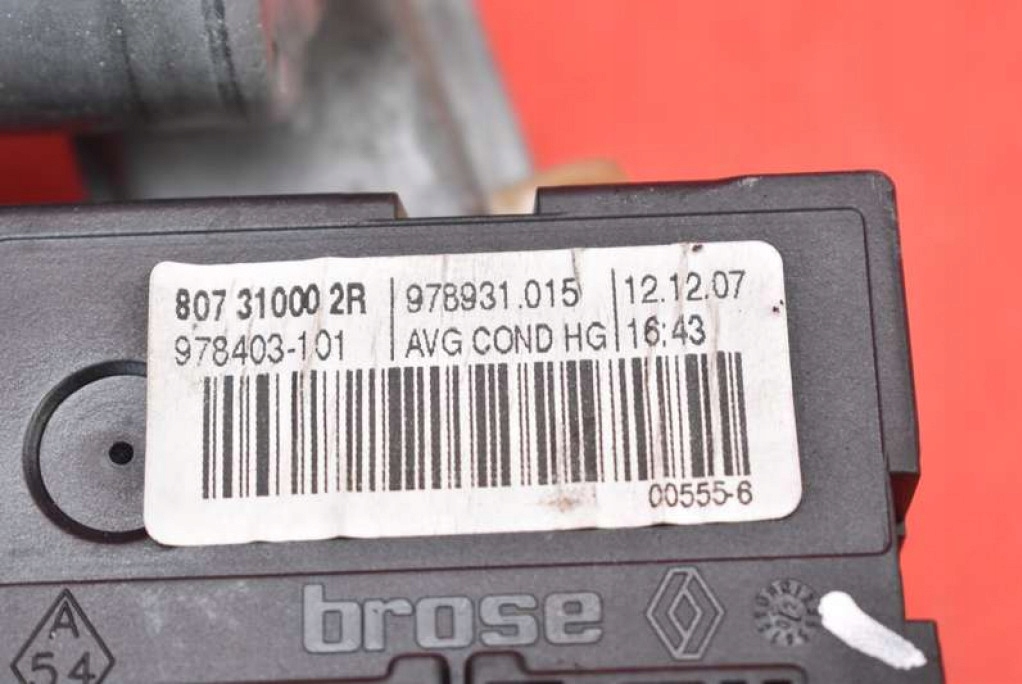 807 31000 2R 978931.015 12.12.07
978403-101 AVG COND HG 16:43
00555-6
brose
A
54